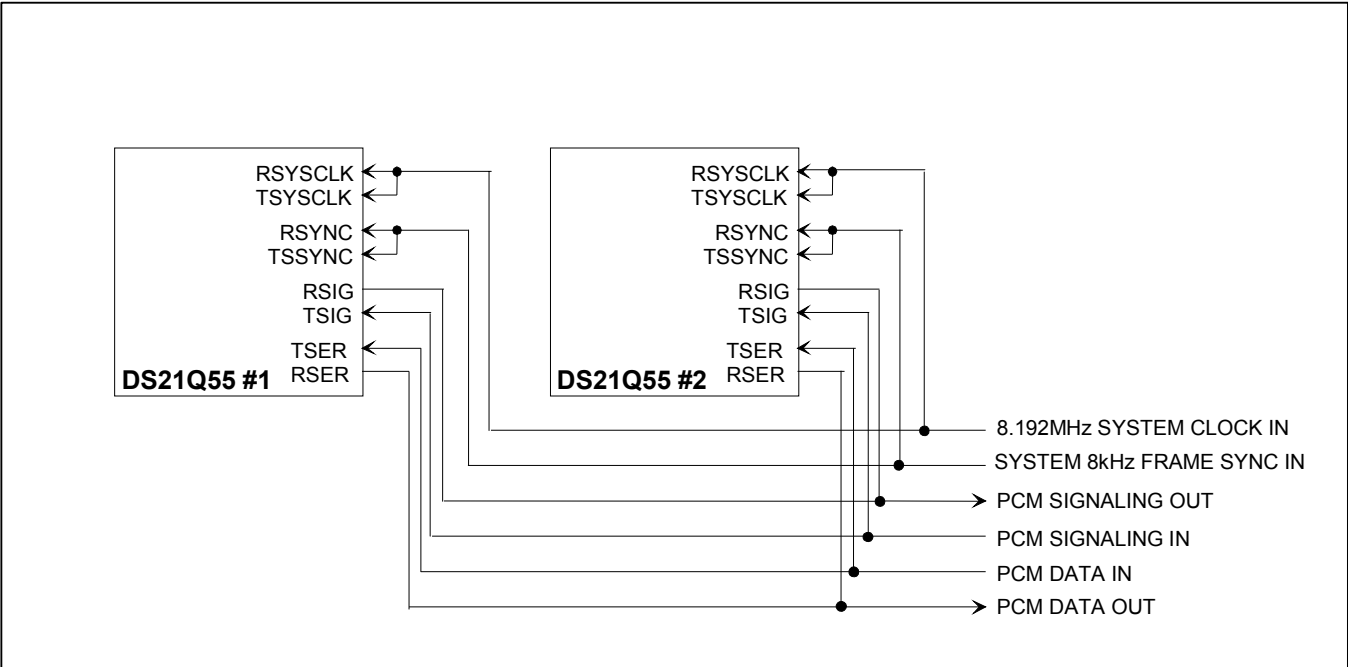 RSYSCLK
TSYSCLK
RSYNC
TSSYNC
RSIG
TSIG
TSER
RSER
DS21Q55 #1
RSYSCLK
TSYSCLK
RSYNC
TSSYNC
RSIG
TSIG
TSER
RSER
DS21Q55 #2
8.192MHz SYSTEM CLOCK IN
SYSTEM 8kHz FRAME SYNC IN
PCM SIGNALING OUT
PCM SIGNALING IN
PCM DATA IN
PCM DATA OUT